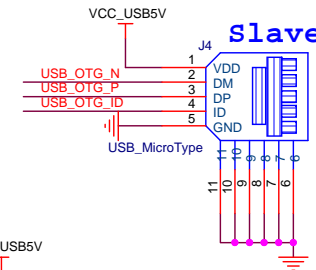 VCC_USB5V
Slave
J4
1 VDD
USB_OTG_N 2 DM
USB_OTG_P 3 DP
USB_OTG_ID 4 ID
5 GND
USB_MicroType
11 10 9 8 7 6
11 10 9 8 7 6
USB5V